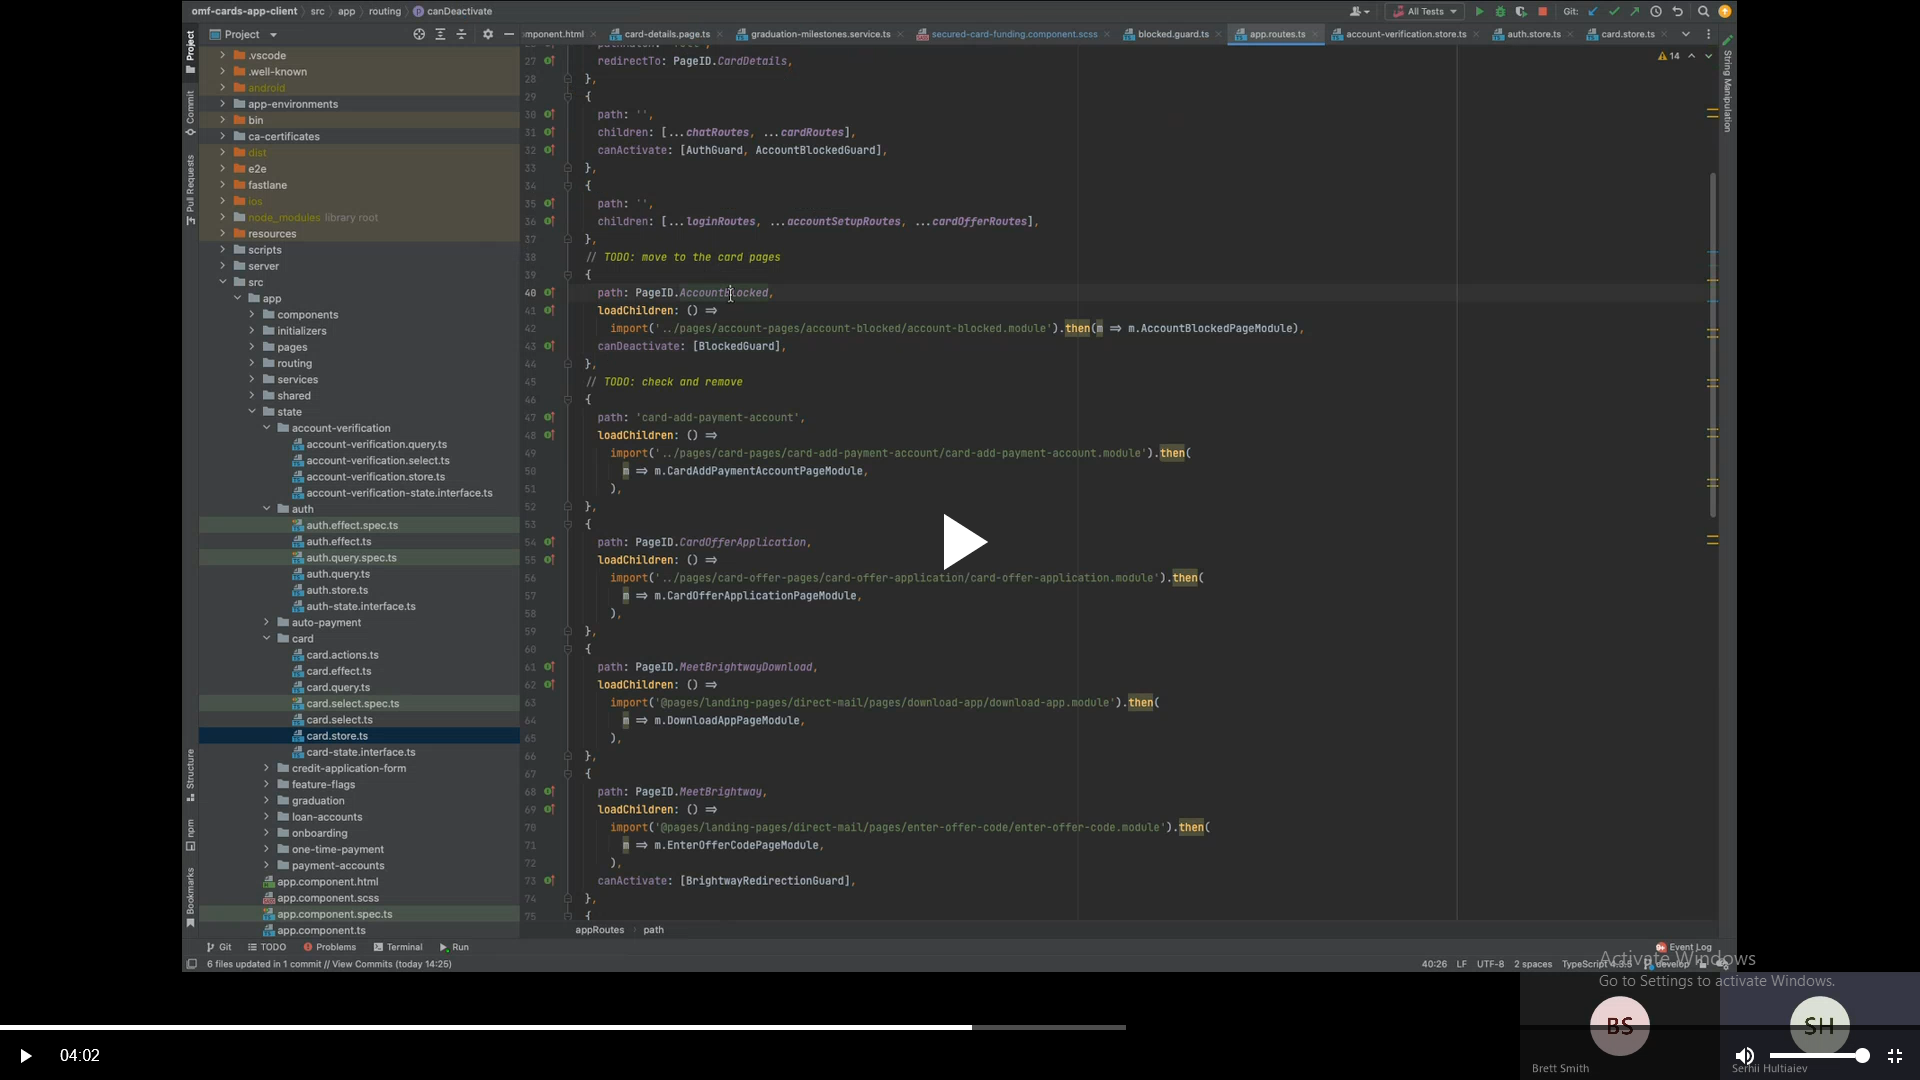 omf-cards-app-client src app routing canDeactivate
All Tests Git:
Project
component.html card-details.page.ts graduation-milestones.service.ts secured-card-funding.component.scss blocked.guard.ts app.routes.ts account-verification.store.ts auth.store.ts card.store.ts
14
.vscode
.well-known
android
app-environments
bin
ca-certificates
dist
e2e
fastlane
ios
node_modules library root
resources
scripts
server
src
app
components
initializers
pages
routing
services
shared
state
account-verification
account-verification.query.ts
account-verification.select.ts
account-verification.store.ts
account-verification-state.interface.ts
auth
auth.effect.spec.ts
auth.effect.ts
auth.query.spec.ts
auth.query.ts
auth.store.ts
auth-state.interface.ts
auto-payment
card
card.actions.ts
card.effect.ts
card.query.ts
card.select.spec.ts
card.select.ts
card.store.ts
card-state.interface.ts
credit-application-form
feature-flags
graduation
loan-accounts
onboarding
one-time-payment
payment-accounts
app.component.html
app.component.scss
app.component.spec.ts
app.component.ts
Project
Commit
Pull Requests
Structure
npm
Bookmarks
String Manipulation
27 redirectTo: PageID.CardDetails,
28 },
29 {
30 path: '',
31 children: [...chatRoutes, ...cardRoutes],
32 canActivate: [AuthGuard, AccountBlockedGuard],
33 },
34 {
35 path: '',
36 children: [...loginRoutes, ...accountSetupRoutes, ...cardOfferRoutes],
37 },
38 // TODO: move to the card pages
39 {
40 path: PageID.AccountBlocked,
41 loadChildren: () ⇒
42 import('../pages/account-pages/account-blocked/account-blocked.module').then(m ⇒ m.AccountBlockedPageModule),
43 canDeactivate: [BlockedGuard],
44 },
45 // TODO: check and remove
46 {
47 path: 'card-add-payment-account',
48 loadChildren: () ⇒
49 import('../pages/card-pages/card-add-payment-account/card-add-payment-account.module').then(
50 m ⇒ m.CardAddPaymentAccountPageModule,
51 ),
52 },
53 {
54 path: PageID.CardOfferApplication,
55 loadChildren: () ⇒
56 import('../pages/card-offer-pages/card-offer-application/card-offer-application.module').then(
57 m ⇒ m.CardOfferApplicationPageModule,
58 ),
59 },
60 {
61 path: PageID.MeetBrightwayDownload,
62 loadChildren: () ⇒
63 import('@pages/landing-pages/direct-mail/pages/download-app/download-app.module').then(
64 m ⇒ m.DownloadAppPageModule,
65 ),
66 },
67 {
68 path: PageID.MeetBrightway,
69 loadChildren: () ⇒
70 import('@pages/landing-pages/direct-mail/pages/enter-offer-code/enter-offer-code.module').then(
71 m ⇒ m.EnterOfferCodePageModule,
72 ),
73 canActivate: [BrightwayRedirectionGuard],
74 },
75 {
appRoutes path
Git TODO Problems Terminal Run Event Log
6 files updated in 1 commit // View Commits (today 14:25) 40:26 LF UTF-8 2 spaces TypeScript 4.3.5 develop
Activate Windows
Go to Settings to activate Windows.
BS SH
04:02
Brett Smith Serhii Hultiaiev